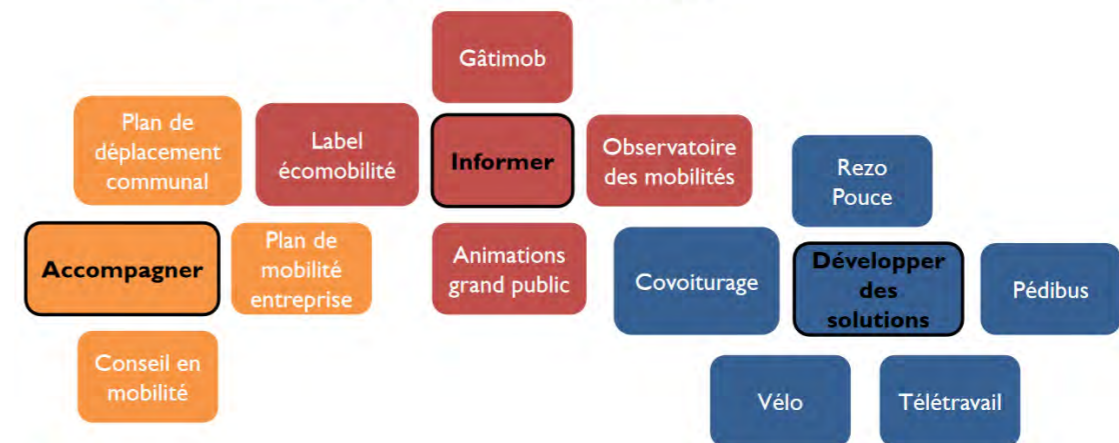 Gâtimob
Plan de
déplacement
communal
Label
écomobilité
Informer
Observatoire
des mobilités
Rezo
Pouce
Accompagner
Plan de
mobilité
entreprise
Animations
grand public
Covoiturage
Développer
des
solutions
Pédibus
Conseil en
mobilité
Vélo
Télétravail